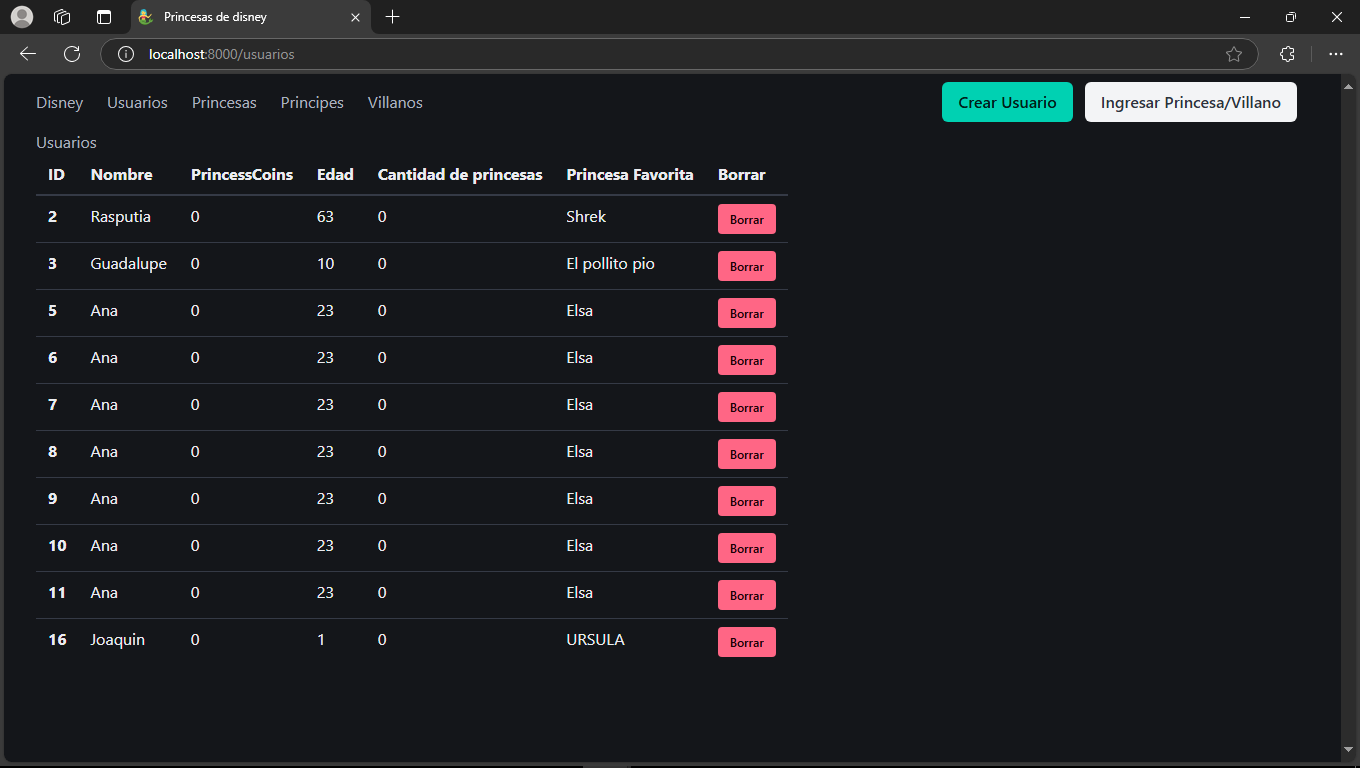 Princesas de disney
localhost:8000/usuarios
Disney Usuarios Princesas Principes Villanos Crear Usuario Ingresar Princesa/Villano
Usuarios
ID Nombre PrincessCoins Edad Cantidad de princesas Princesa Favorita Borrar
2 Rasputia 0 63 0 Shrek Borrar
3 Guadalupe 0 10 0 El pollito pio Borrar
5 Ana 0 23 0 Elsa Borrar
6 Ana 0 23 0 Elsa Borrar
7 Ana 0 23 0 Elsa Borrar
8 Ana 0 23 0 Elsa Borrar
9 Ana 0 23 0 Elsa Borrar
10 Ana 0 23 0 Elsa Borrar
11 Ana 0 23 0 Elsa Borrar
16 Joaquin 0 1 0 URSULA Borrar